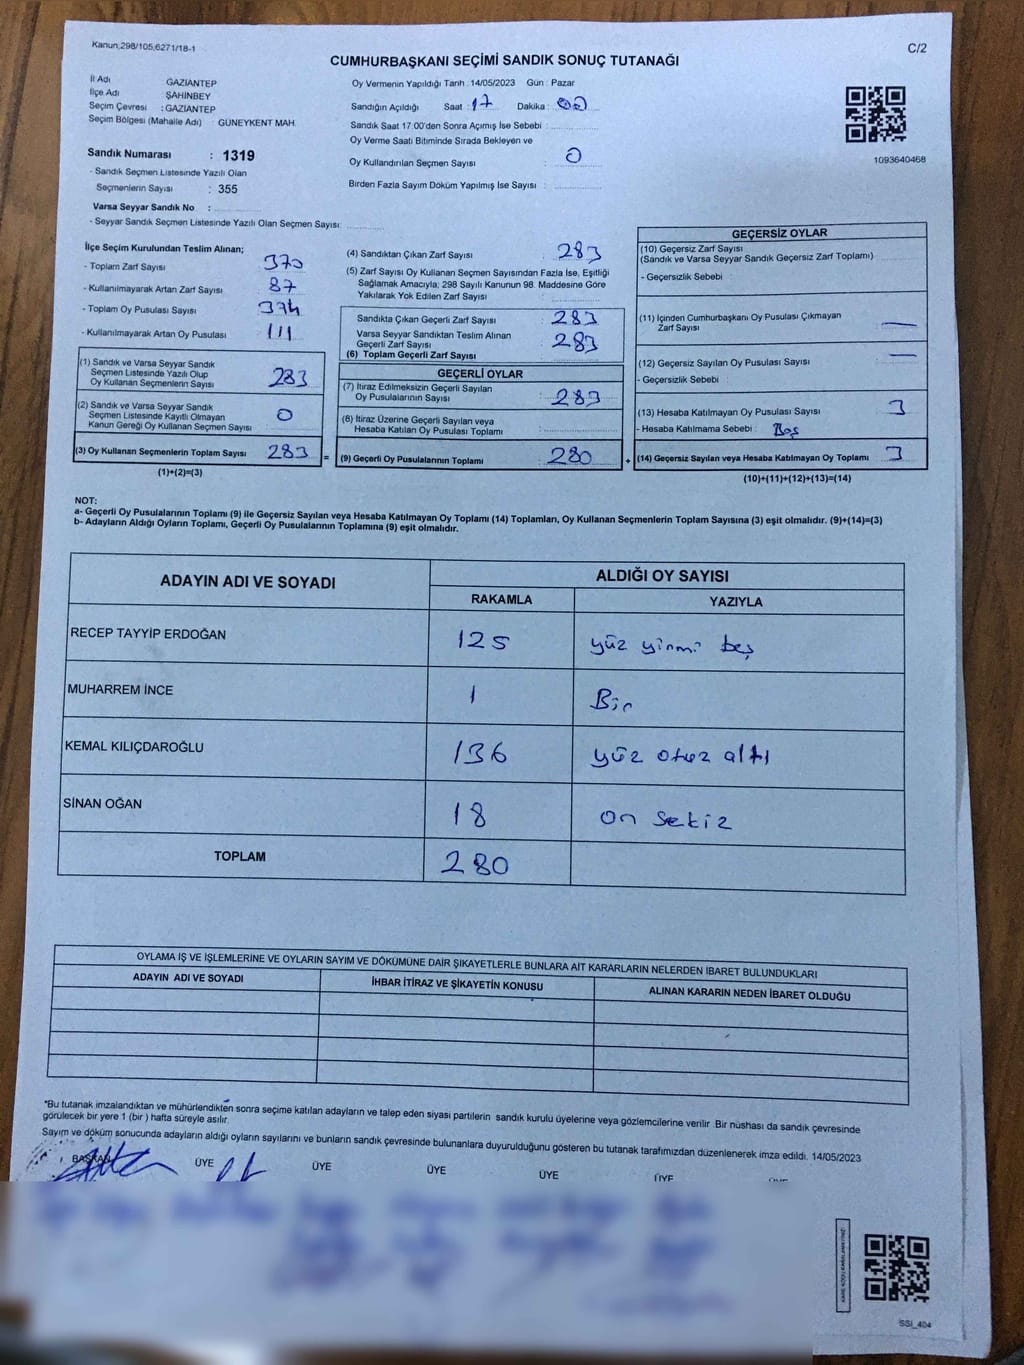 Kanun,298/105,6271/18-1
C/2
CUMHURBAŞKANI SEÇİMİ SANDIK SONUÇ TUTANAĞI
İl Adı GAZİANTEP
İlçe Adı ŞAHİNBEY
Seçim Çevresi : GAZİANTEP
Seçim Bölgesi (Mahalle Adı) : GÜNEYKENT MAH.
Sandık Numarası : 1319
- Sandık Seçmen Listesinde Yazılı Olan
Seçmenlerin Sayısı : 355
Varsa Seyyar Sandık No :
- Seyyar Sandık Seçmen Listesinde Yazılı Olan Seçmen Sayısı:
Oy Vermenin Yapıldığı Tarih : 14/05/2023 Gün : Pazar
Sandığın Açıldığı Saat : 17 Dakika : 00
Sandık Saat 17.00'den Sonra Açımış İse Sebebi :
Oy Verme Saati Bitiminde Sırada Bekleyen ve
Oy Kullandırılan Seçmen Sayısı : 0
Birden Fazla Sayım Döküm Yapılmış İse Sayısı :
1093640468
İlçe Seçim Kurulundan Teslim Alınan;
- Toplam Zarf Sayısı : 370
- Kullanılmayarak Artan Zarf Sayısı : 87
- Toplam Oy Pusulası Sayısı : 374
- Kullanılmayarak Artan Oy Pusulası : 111
(1) Sandık ve Varsa Seyyar Sandık
Seçmen Listesinde Yazılı Olup
Oy Kullanan Seçmenlerin Sayısı : 283
(2) Sandık ve Varsa Seyyar Sandık
Seçmen Listesinde Kayıtlı Olmayan
Kanun Gereği Oy Kullanan Seçmen Sayısı : 0
(3) Oy Kullanan Seçmenlerin Toplam Sayısı : 283 =
(1)+(2)=(3)
(4) Sandıktan Çıkan Zarf Sayısı : 283
(5) Zarf Sayısı Oy Kullanan Seçmen Sayısından Fazla İse, Eşitliği
Sağlamak Amacıyla; 298 Sayılı Kanunun 98. Maddesine Göre
Yakılarak Yok Edilen Zarf Sayısı :
Sandıkta Çıkan Geçerli Zarf Sayısı : 283
Varsa Seyyar Sandıktan Teslim Alınan
Geçerli Zarf Sayısı : 283
(6) Toplam Geçerli Zarf Sayısı
GEÇERLİ OYLAR
(7) İtiraz Edilmeksizin Geçerli Sayılan
Oy Pusulalarının Sayısı : 283
(8) İtiraz Üzerine Geçerli Sayılan veya
Hesaba Katılan Oy Pusulası Toplamı :
(9) Geçerli Oy Pusulalarının Toplamı : 280 +
GEÇERSİZ OYLAR
(10) Geçersiz Zarf Sayısı
(Sandık ve Varsa Seyyar Sandık Geçersiz Zarf Toplamı)
- Geçersizlik Sebebi :
(11) İçinden Cumhurbaşkanı Oy Pusulası Çıkmayan
Zarf Sayısı : —
(12) Geçersiz Sayılan Oy Pusulası Sayısı : —
- Geçersizlik Sebebi :
(13) Hesaba Katılmayan Oy Pusulası Sayısı : 3
- Hesaba Katılmama Sebebi : Boş
(14) Geçersiz Sayılan veya Hesaba Katılmayan Oy Toplamı : 3
(10)+(11)+(12)+(13)=(14)
NOT:
a- Geçerli Oy Pusulalarının Toplamı (9) ile Geçersiz Sayılan veya Hesaba Katılmayan Oy Toplamı (14) Toplamları, Oy Kullanan Seçmenlerin Toplam Sayısına (3) eşit olmalıdır. (9)+(14)=(3)
b- Adayların Aldığı Oyların Toplamı, Geçerli Oy Pusulalarının Toplamına (9) eşit olmalıdır.
ADAYIN ADI VE SOYADI ALDIĞI OY SAYISI
RAKAMLA YAZIYLA
RECEP TAYYİP ERDOĞAN 125 yüz yirmi beş
MUHARREM İNCE 1 Bir
KEMAL KILIÇDAROĞLU 136 yüz otuz altı
SİNAN OĞAN 18 on sekiz
TOPLAM 280
OYLAMA İŞ VE İŞLEMLERİNE VE OYLARIN SAYIM VE DÖKÜMÜNE DAİR ŞİKAYETLERLE BUNLARA AİT KARARLARIN NELERDEN İBARET BULUNDUKLARI
ADAYIN ADI VE SOYADI İHBAR İTİRAZ VE ŞİKAYETİN KONUSU ALINAN KARARIN NEDEN İBARET OLDUĞU
*Bu tutanak imzalandıktan ve mühürlendikten sonra seçime katılan adayların ve talep eden siyasi partilerin sandık kurulu üyelerine veya gözlemcilerine verilir. Bir nüshası da sandık çevresinde
görülecek bir yere 1 (bir ) hafta süreyle asılır.
Sayım ve döküm sonucunda adayların aldığı oyların sayılarını ve bunların sandık çevresinde bulunanlara duyurulduğunu gösteren bu tutanak tarafımızdan düzenlenerek imza edildi. 14/05/2023
BAŞKAN ÜYE ÜYE ÜYE ÜYE ÜYE
SSI_404